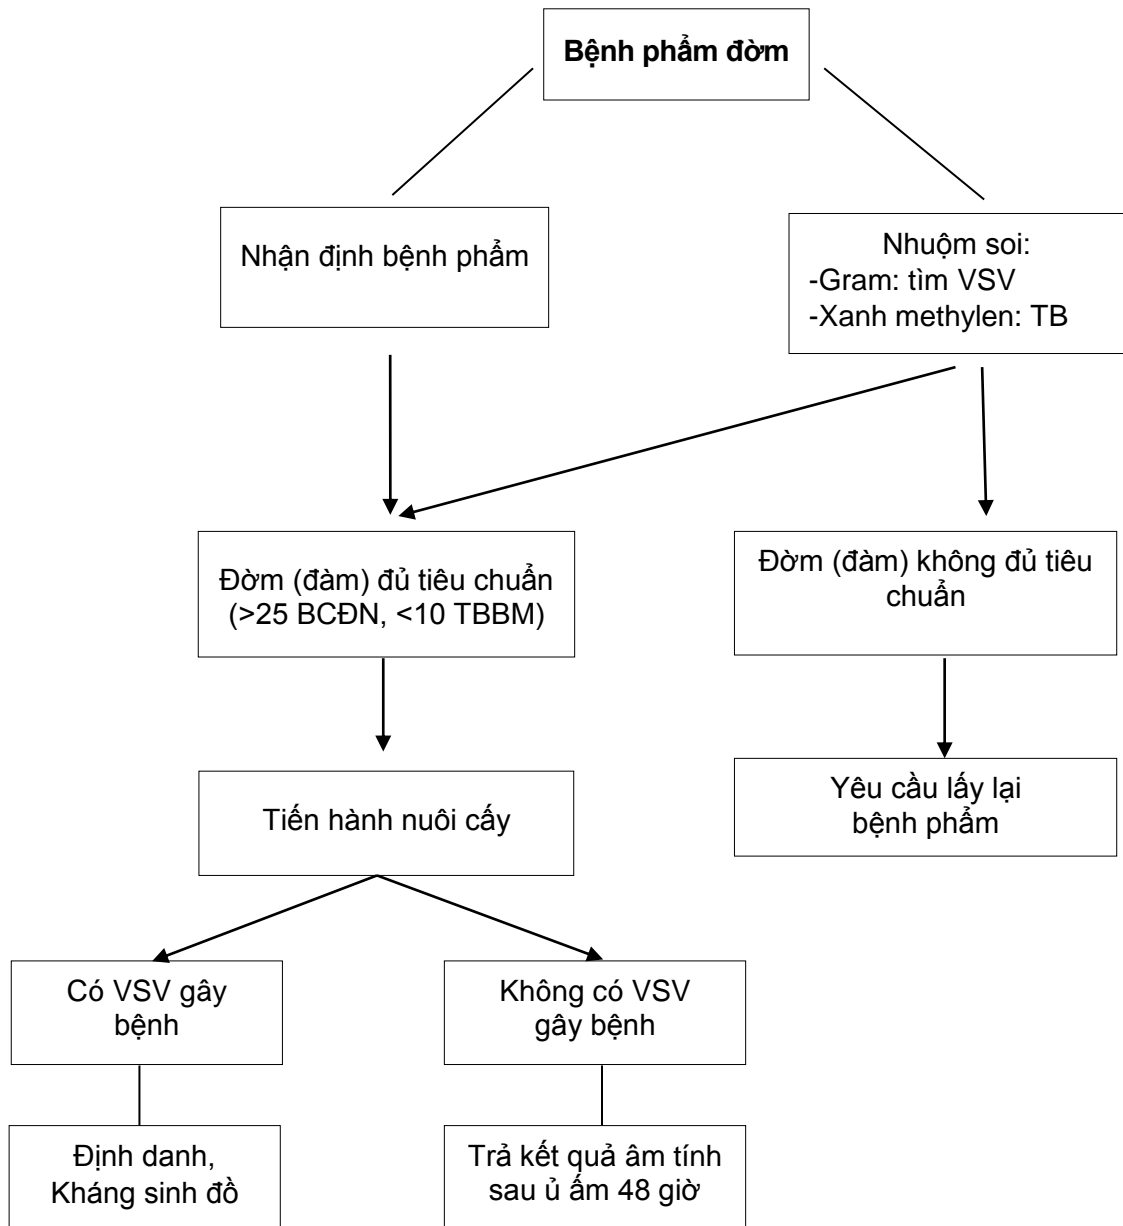 Bệnh phẩm đờm
Nhận định bệnh phẩm
Nhuộm soi:
-Gram: tìm VSV
-Xanh methylen: TB
Đờm (đàm) đủ tiêu chuẩn
(>25 BCĐN, <10 TBBM)
Đờm (đàm) không đủ tiêu
chuẩn
Tiến hành nuôi cấy
Yêu cầu lấy lại
bệnh phẩm
Có VSV gây
bệnh
Không có VSV
gây bệnh
Định danh,
Kháng sinh đồ
Trả kết quả âm tính
sau ủ ấm 48 giờ